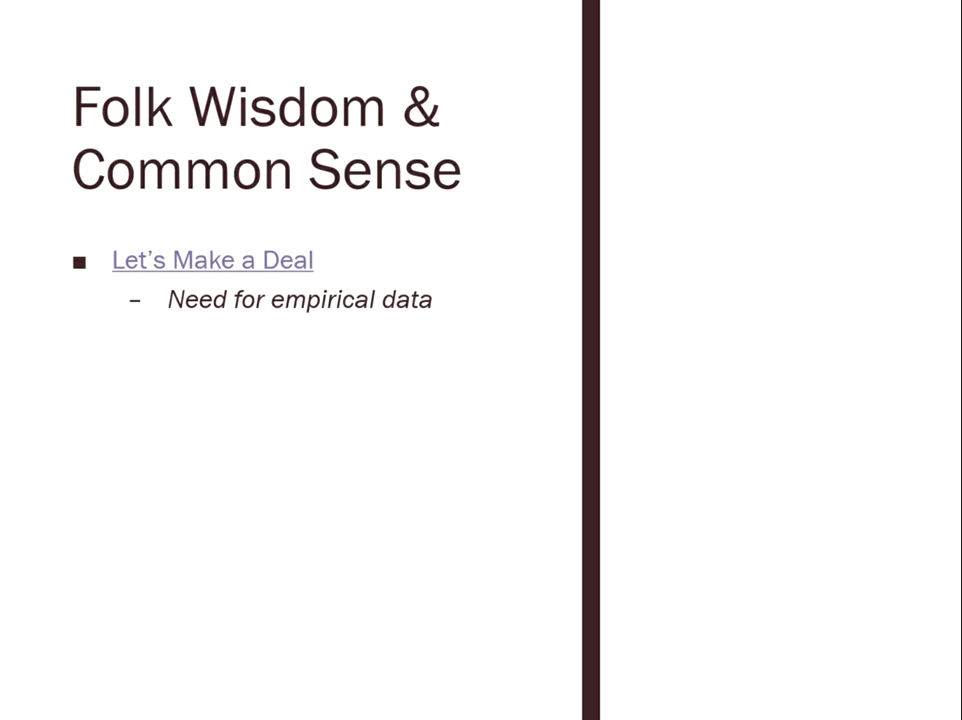 Folk Wisdom &
Common Sense
■ Let’s Make a Deal
– Need for empirical data